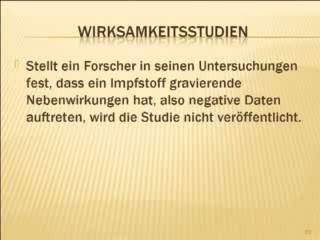 WIRKSAMKEITSSTUDIEN
Stellt ein Forscher in seinen Untersuchungen
fest, dass ein Impfstoff gravierende
Nebenwirkungen hat, also negative Daten
auftreten, wird die Studie nicht veröffentlicht.